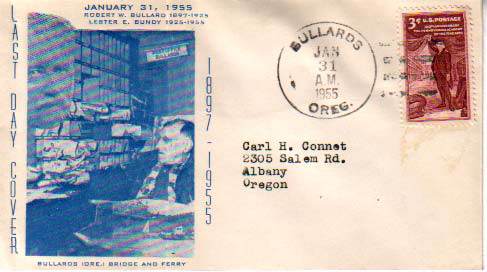 JANUARY 31, 1955
ROBERT W. BULLARD 1897-1925
LESTER E. BUNDY 1925-1955
LAST DAY COVER
1897-1955
BULLARDS (ORE.) BRIDGE AND FERRY
BULLARDS
JAN
31
A.M.
1955
OREG.
3¢ U.S. POSTAGE
Carl H. Connet
2305 Salem Rd.
Albany
Oregon